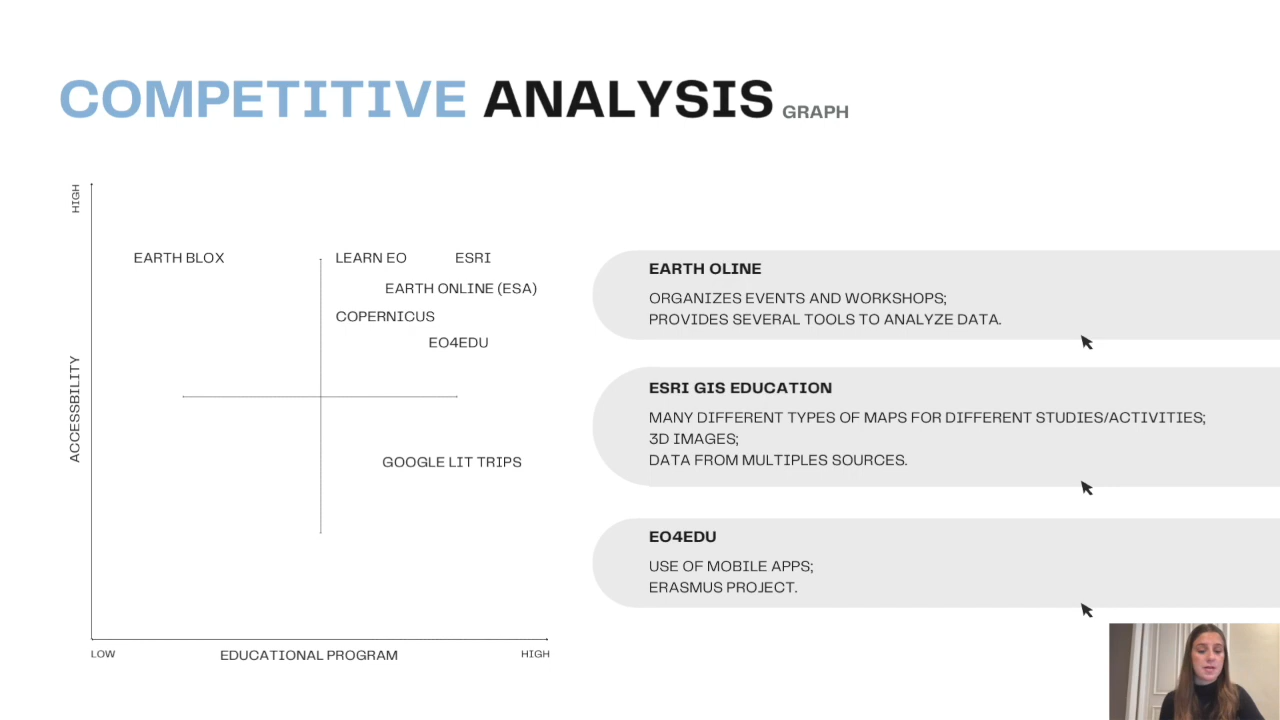 COMPETITIVE ANALYSIS GRAPH
HIGH
ACCESSBILITY
EARTH BLOX
LEARN EO
ESRI
EARTH ONLINE (ESA)
COPERNICUS
EO4EDU
GOOGLE LIT TRIPS
LOW
EDUCATIONAL PROGRAM
HIGH
EARTH OLINE
ORGANIZES EVENTS AND WORKSHOPS;
PROVIDES SEVERAL TOOLS TO ANALYZE DATA.
ESRI GIS EDUCATION
MANY DIFFERENT TYPES OF MAPS FOR DIFFERENT STUDIES/ACTIVITIES;
3D IMAGES;
DATA FROM MULTIPLES SOURCES.
EO4EDU
USE OF MOBILE APPS;
ERASMUS PROJECT.